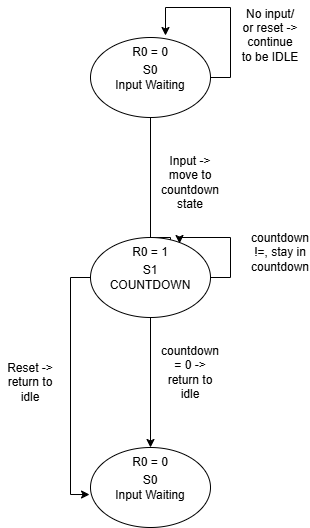 No input/
or reset ->
continue
to be IDLE
R0 = 0
S0
Input Waiting
Input ->
move to
countdown
state
countdown
!=, stay in
countdown
R0 = 1
S1
COUNTDOWN
countdown
= 0 ->
return to
idle
Reset ->
return to
idle
R0 = 0
S0
Input Waiting